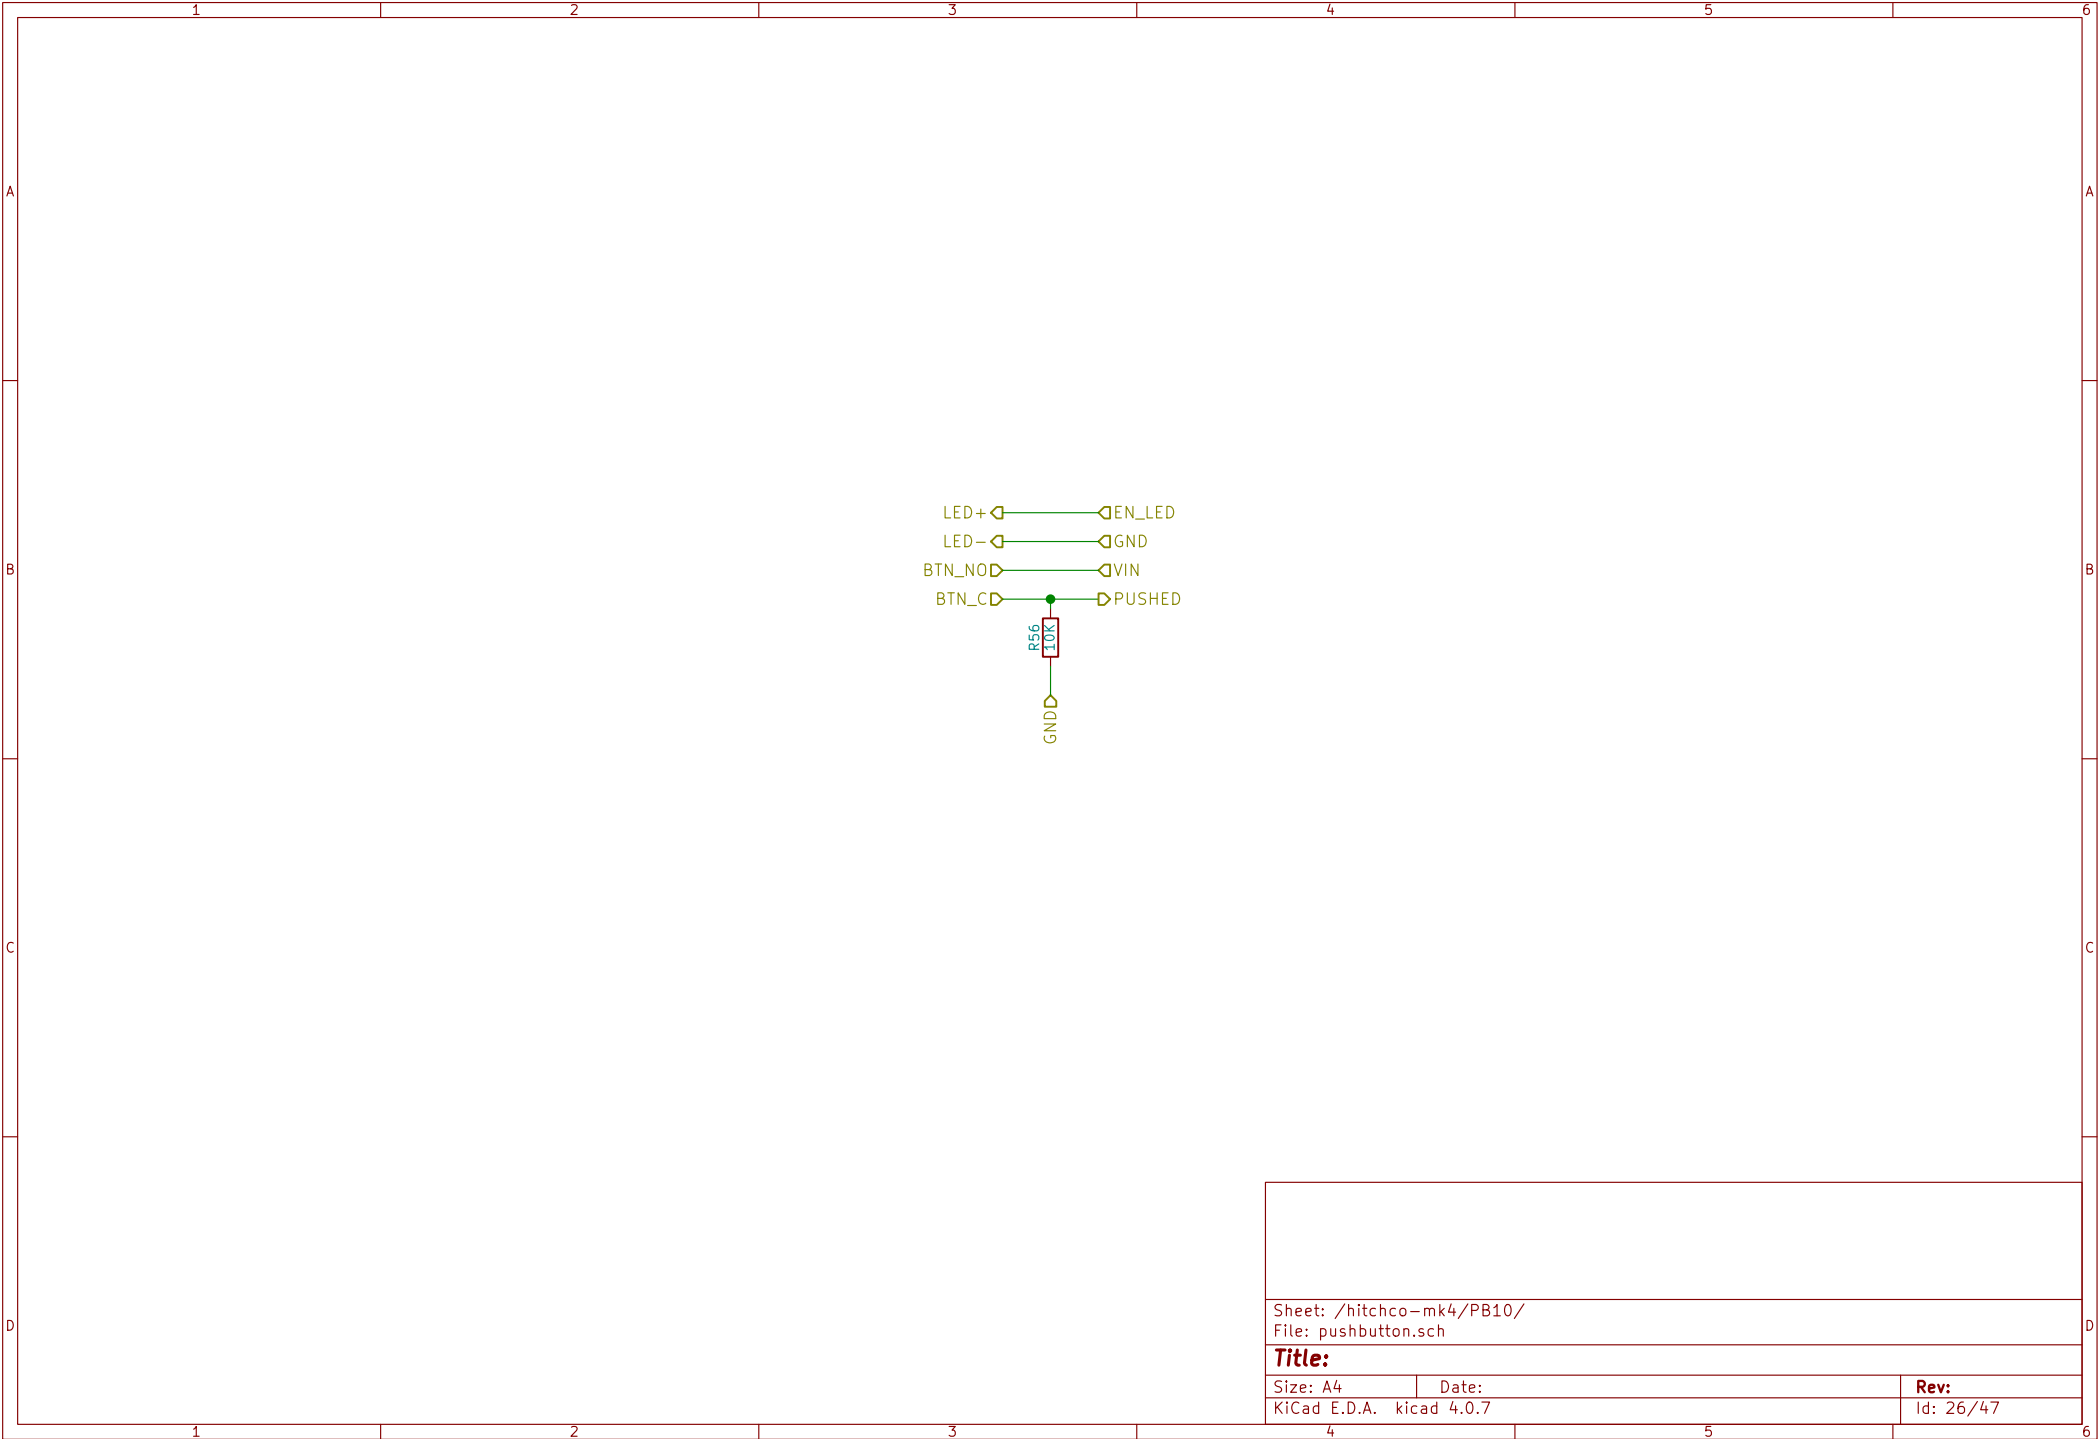 1 2 3 4 5 6
A A
LED+ EN_LED
LED- GND
BTN_NO VIN
B B
BTN_C PUSHED
R56
10K
GND
C C
Sheet: /hitchco-mk4/PB10/
File: pushbutton.sch
D D
Title:
Size: A4 Date: Rev:
KiCad E.D.A. kicad 4.0.7 Id: 26/47
1 2 3 4 5 6